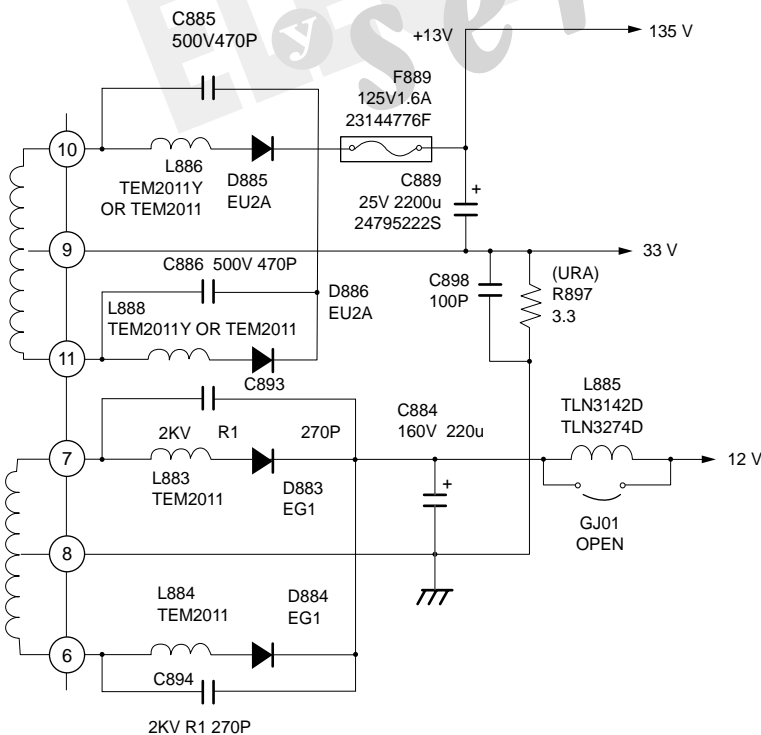 C885
500V470P
+13V
135 V
F889
125V1.6A
23144776F
10
L886
TEM2011Y
OR TEM2011
D885
EU2A
C889
25V 2200u
24795222S
+
9
33 V
C886 500V 470P
D886
EU2A
C898
100P
(URA)
R897
3.3
L888
TEM2011Y OR TEM2011
11
C893
2KV R1 270P
7
L883
TEM2011
D883
EG1
C884
160V 220u
+
L885
TLN3142D
TLN3274D
12 V
GJ01
OPEN
8
L884
TEM2011
D884
EG1
6
C894
2KV R1 270P
y